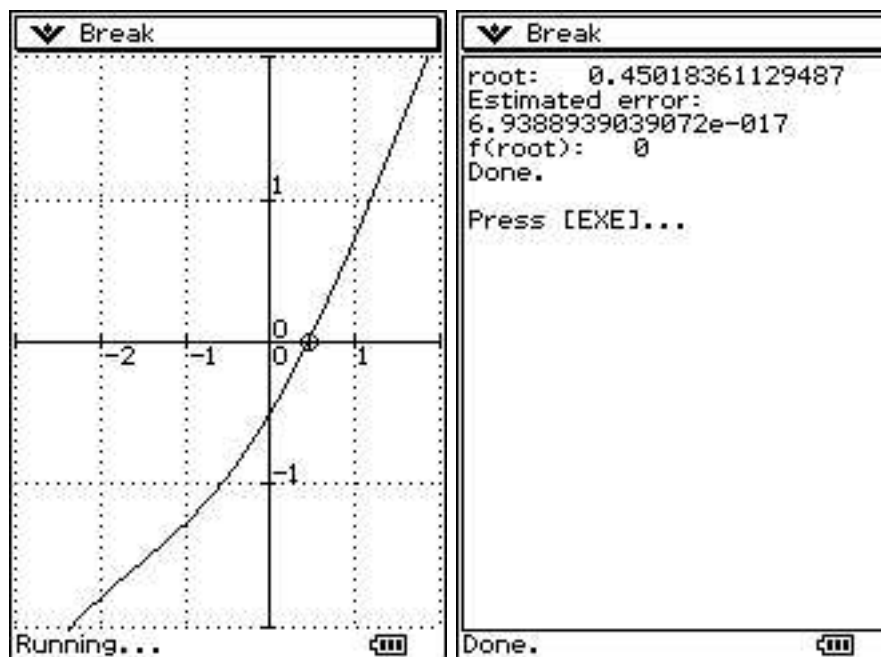 Break
1
0
-2 -1 0 1
-1
Running...
Break
root: 0.45018361129487
Estimated error:
6.9388939039072e-017
f(root): 0
Done.
Press [EXE]...
Done.